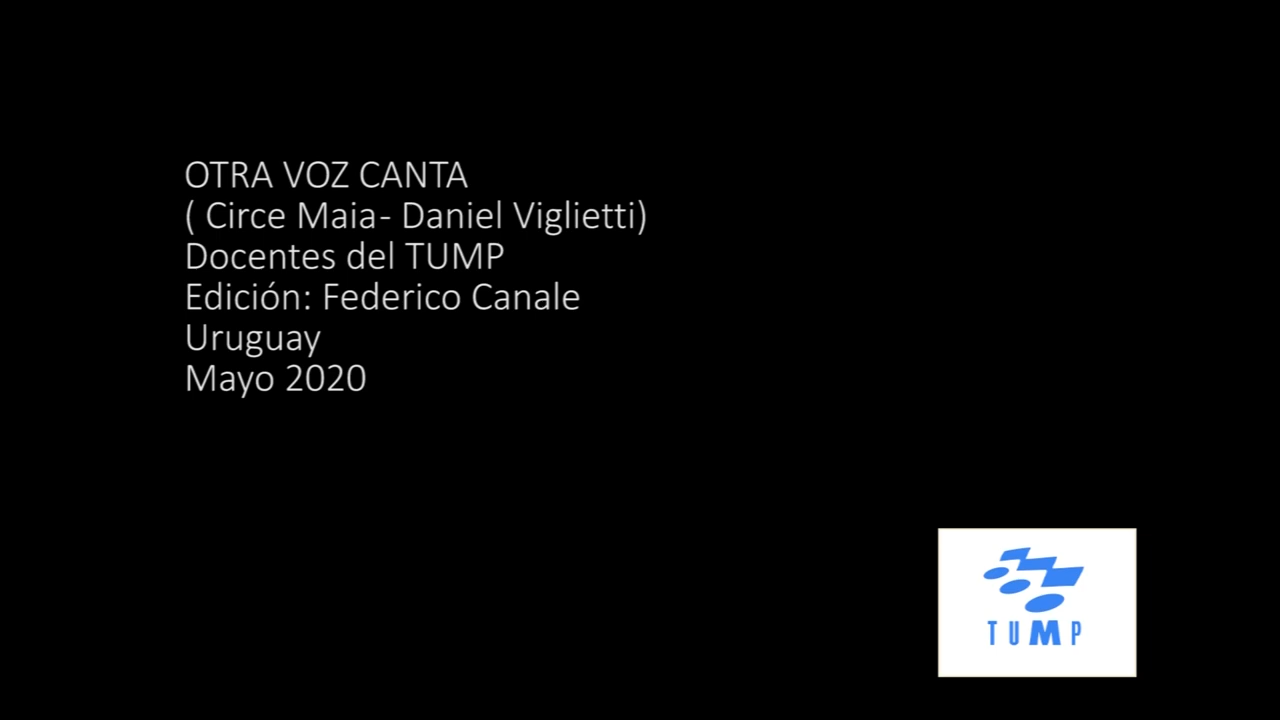 OTRA VOZ CANTA
( Circe Maia- Daniel Viglietti)
Docentes del TUMP
Edición: Federico Canale
Uruguay
Mayo 2020
TUMP